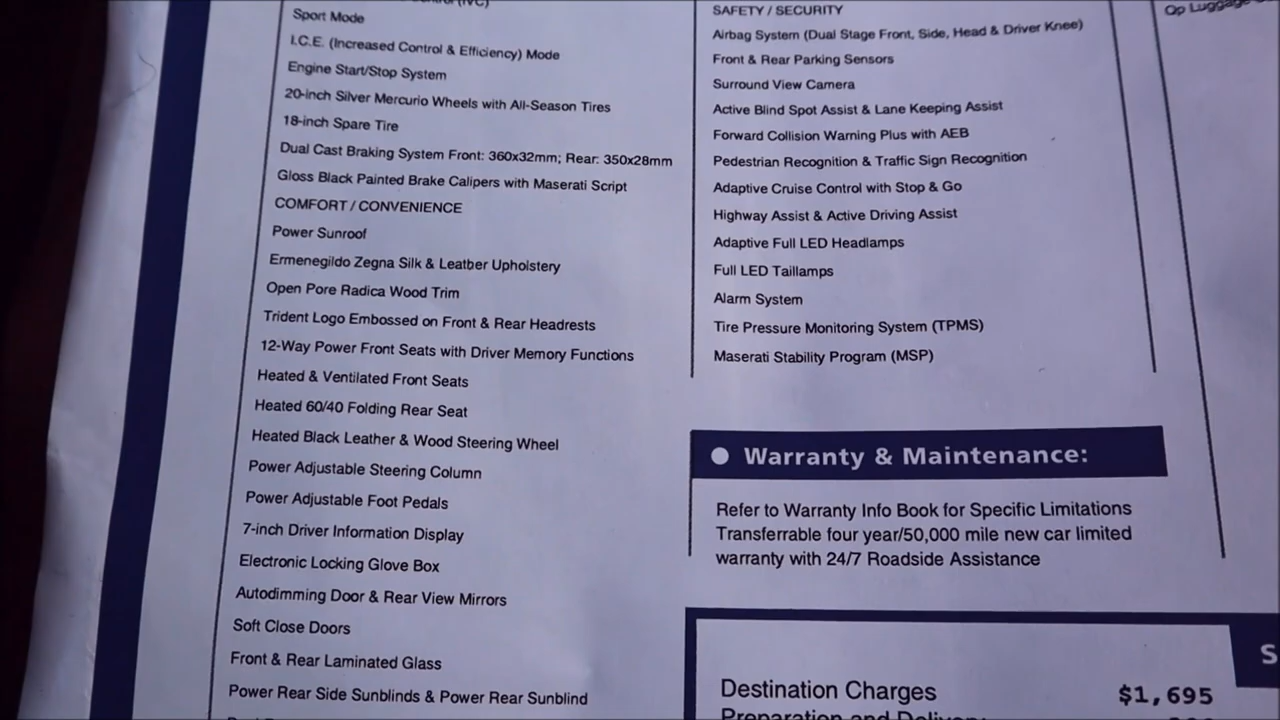 Sport Mode
I.C.E. (Increased Control & Efficiency) Mode
Engine Start/Stop System
20-inch Silver Mercurio Wheels with All-Season Tires
18-inch Spare Tire
Dual Cast Braking System Front: 360x32mm; Rear: 350x28mm
Gloss Black Painted Brake Calipers with Maserati Script
COMFORT / CONVENIENCE
Power Sunroof
Ermenegildo Zegna Silk & Leather Upholstery
Open Pore Radica Wood Trim
Trident Logo Embossed on Front & Rear Headrests
12-Way Power Front Seats with Driver Memory Functions
Heated & Ventilated Front Seats
Heated 60/40 Folding Rear Seat
Heated Black Leather & Wood Steering Wheel
Power Adjustable Steering Column
Power Adjustable Foot Pedals
7-inch Driver Information Display
Electronic Locking Glove Box
Autodimming Door & Rear View Mirrors
Soft Close Doors
Front & Rear Laminated Glass
Power Rear Side Sunblinds & Power Rear Sunblind
SAFETY / SECURITY
Airbag System (Dual Stage Front, Side, Head & Driver Knee)
Front & Rear Parking Sensors
Surround View Camera
Active Blind Spot Assist & Lane Keeping Assist
Forward Collision Warning Plus with AEB
Pedestrian Recognition & Traffic Sign Recognition
Adaptive Cruise Control with Stop & Go
Highway Assist & Active Driving Assist
Adaptive Full LED Headlamps
Full LED Taillamps
Alarm System
Tire Pressure Monitoring System (TPMS)
Maserati Stability Program (MSP)
Warranty & Maintenance:
Refer to Warranty Info Book for Specific Limitations
Transferrable four year/50,000 mile new car limited
warranty with 24/7 Roadside Assistance
Destination Charges $1,695
Preparation and
Op Luggage